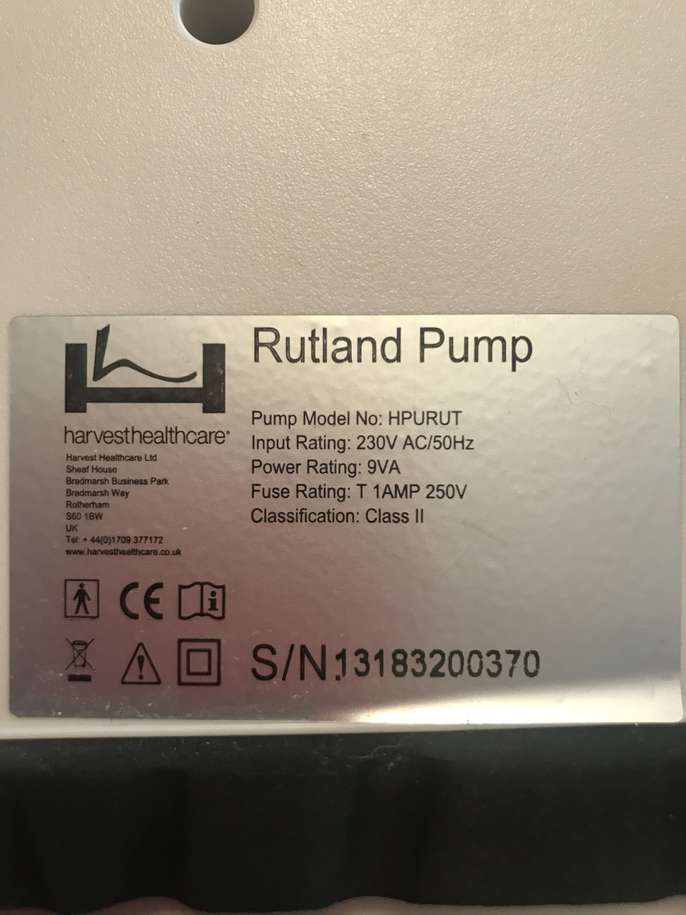 Rutland Pump
harvesthealthcare®
Harvest Healthcare Ltd
Sheaf House
Bradmarsh Business Park
Bradmarsh Way
Rotherham
S60 1BW
UK
Tel: + 44(0)1709 377172
www.harvesthealthcare.co.uk
Pump Model No: HPURUT
Input Rating: 230V AC/50Hz
Power Rating: 9VA
Fuse Rating: T 1AMP 250V
Classification: Class II
CE
S/N:13183200370